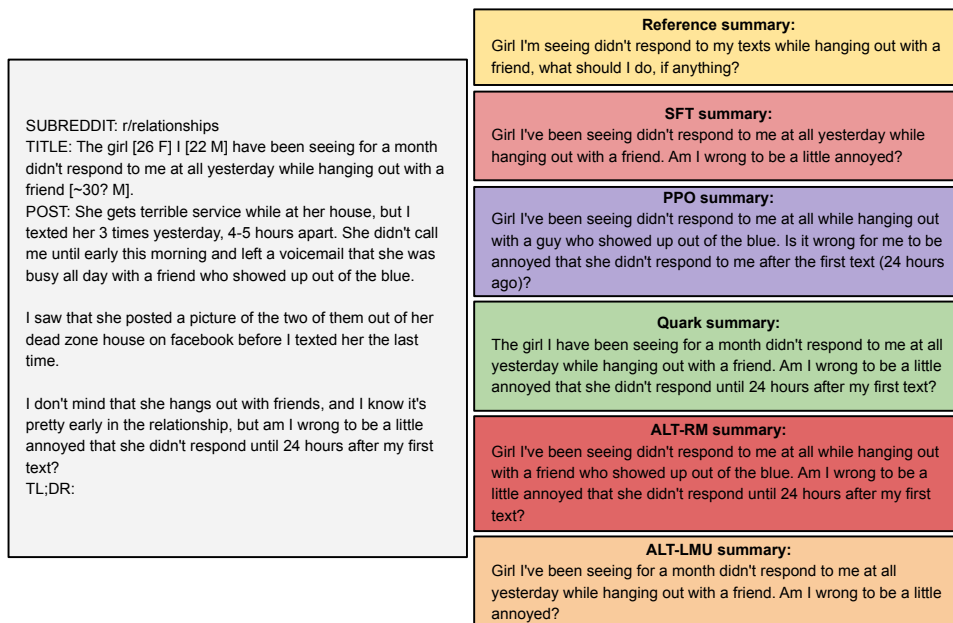 SUBREDDIT: r/relationships
TITLE: The girl [26 F] I [22 M] have been seeing for a month
didn't respond to me at all yesterday while hanging out with a
friend [~30? M].
POST: She gets terrible service while at her house, but I
texted her 3 times yesterday, 4-5 hours apart. She didn't call
me until early this morning and left a voicemail that she was
busy all day with a friend who showed up out of the blue.
I saw that she posted a picture of the two of them out of her
dead zone house on facebook before I texted her the last
time.
I don't mind that she hangs out with friends, and I know it's
pretty early in the relationship, but am I wrong to be a little
annoyed that she didn't respond until 24 hours after my first
text?
TL;DR:
Reference summary:
Girl I'm seeing didn't respond to my texts while hanging out with a
friend, what should I do, if anything?
SFT summary:
Girl I've been seeing didn't respond to me at all yesterday while
hanging out with a friend. Am I wrong to be a little annoyed?
PPO summary:
Girl I've been seeing didn't respond to me at all while hanging out
with a guy who showed up out of the blue. Is it wrong for me to be
annoyed that she didn't respond to me after the first text (24 hours
ago)?
Quark summary:
The girl I have been seeing for a month didn't respond to me at all
yesterday while hanging out with a friend. Am I wrong to be a little
annoyed that she didn't respond until 24 hours after my first text?
ALT-RM summary:
Girl I've been seeing didn't respond to me at all while hanging out
with a friend who showed up out of the blue. Am I wrong to be a
little annoyed that she didn't respond until 24 hours after my first
text?
ALT-LMU summary:
Girl I've been seeing for a month didn't respond to me at all
yesterday while hanging out with a friend. Am I wrong to be a little
annoyed?